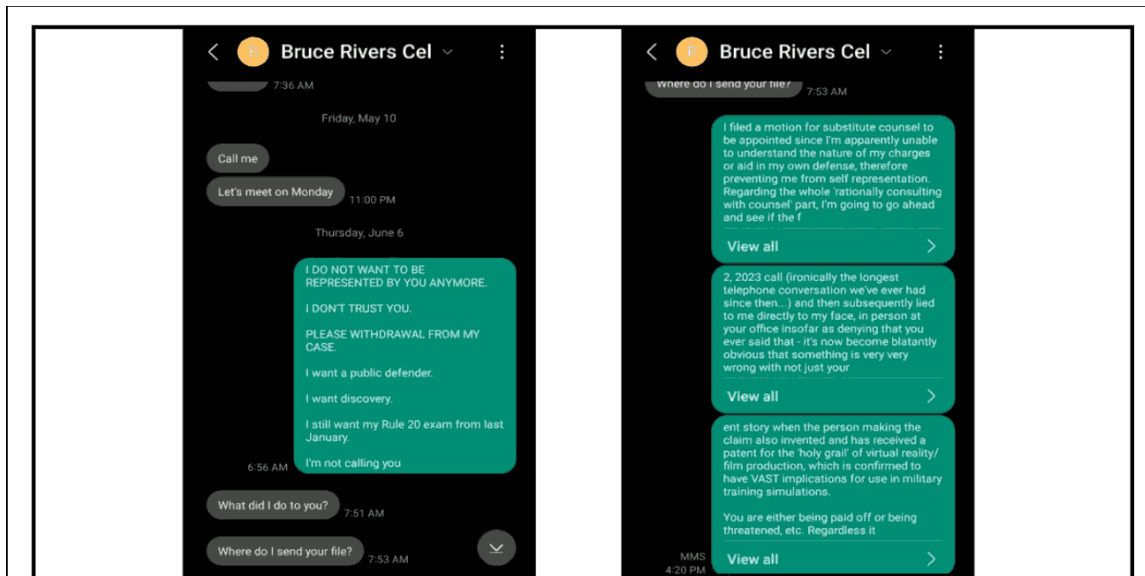 Bruce Rivers Cel
7:36 AM
Friday, May 10
Call me
Let's meet on Monday
11:00 PM
Thursday, June 6
I DO NOT WANT TO BE
REPRESENTED BY YOU ANYMORE.
I DON'T TRUST YOU.
PLEASE WITHDRAWAL FROM MY
CASE.
I want a public defender.
I want discovery.
I still want my Rule 20 exam from last
January.
I'm not calling you
6:56 AM
What did I do to you?
7:51 AM
Where do I send your file?
7:53 AM
Bruce Rivers Cel
Where do I send your file?
7:53 AM
I filed a motion for substitute counsel to
be appointed since I'm apparently unable
to understand the nature of my charges
or aid in my own defense, therefore
preventing me from self representation.
Regarding the whole 'rationally consulting
with counsel' part, I'm going to go ahead
and see if the f
View all
2, 2023 call (ironically the longest
telephone conversation we've ever had
since then...) and then subsequently lied
to me directly to my face, in person at
your office insofar as denying that you
ever said that - it's now become blatantly
obvious that something is very very
wrong with not just your
View all
ent story when the person making the
claim also invented and has received a
patent for the 'holy grail' of virtual reality/
film production, which is confirmed to
have VAST implications for use in military
training simulations.
You are either being paid off or being
threatened, etc. Regardless it
View all
MMS
4:20 PM